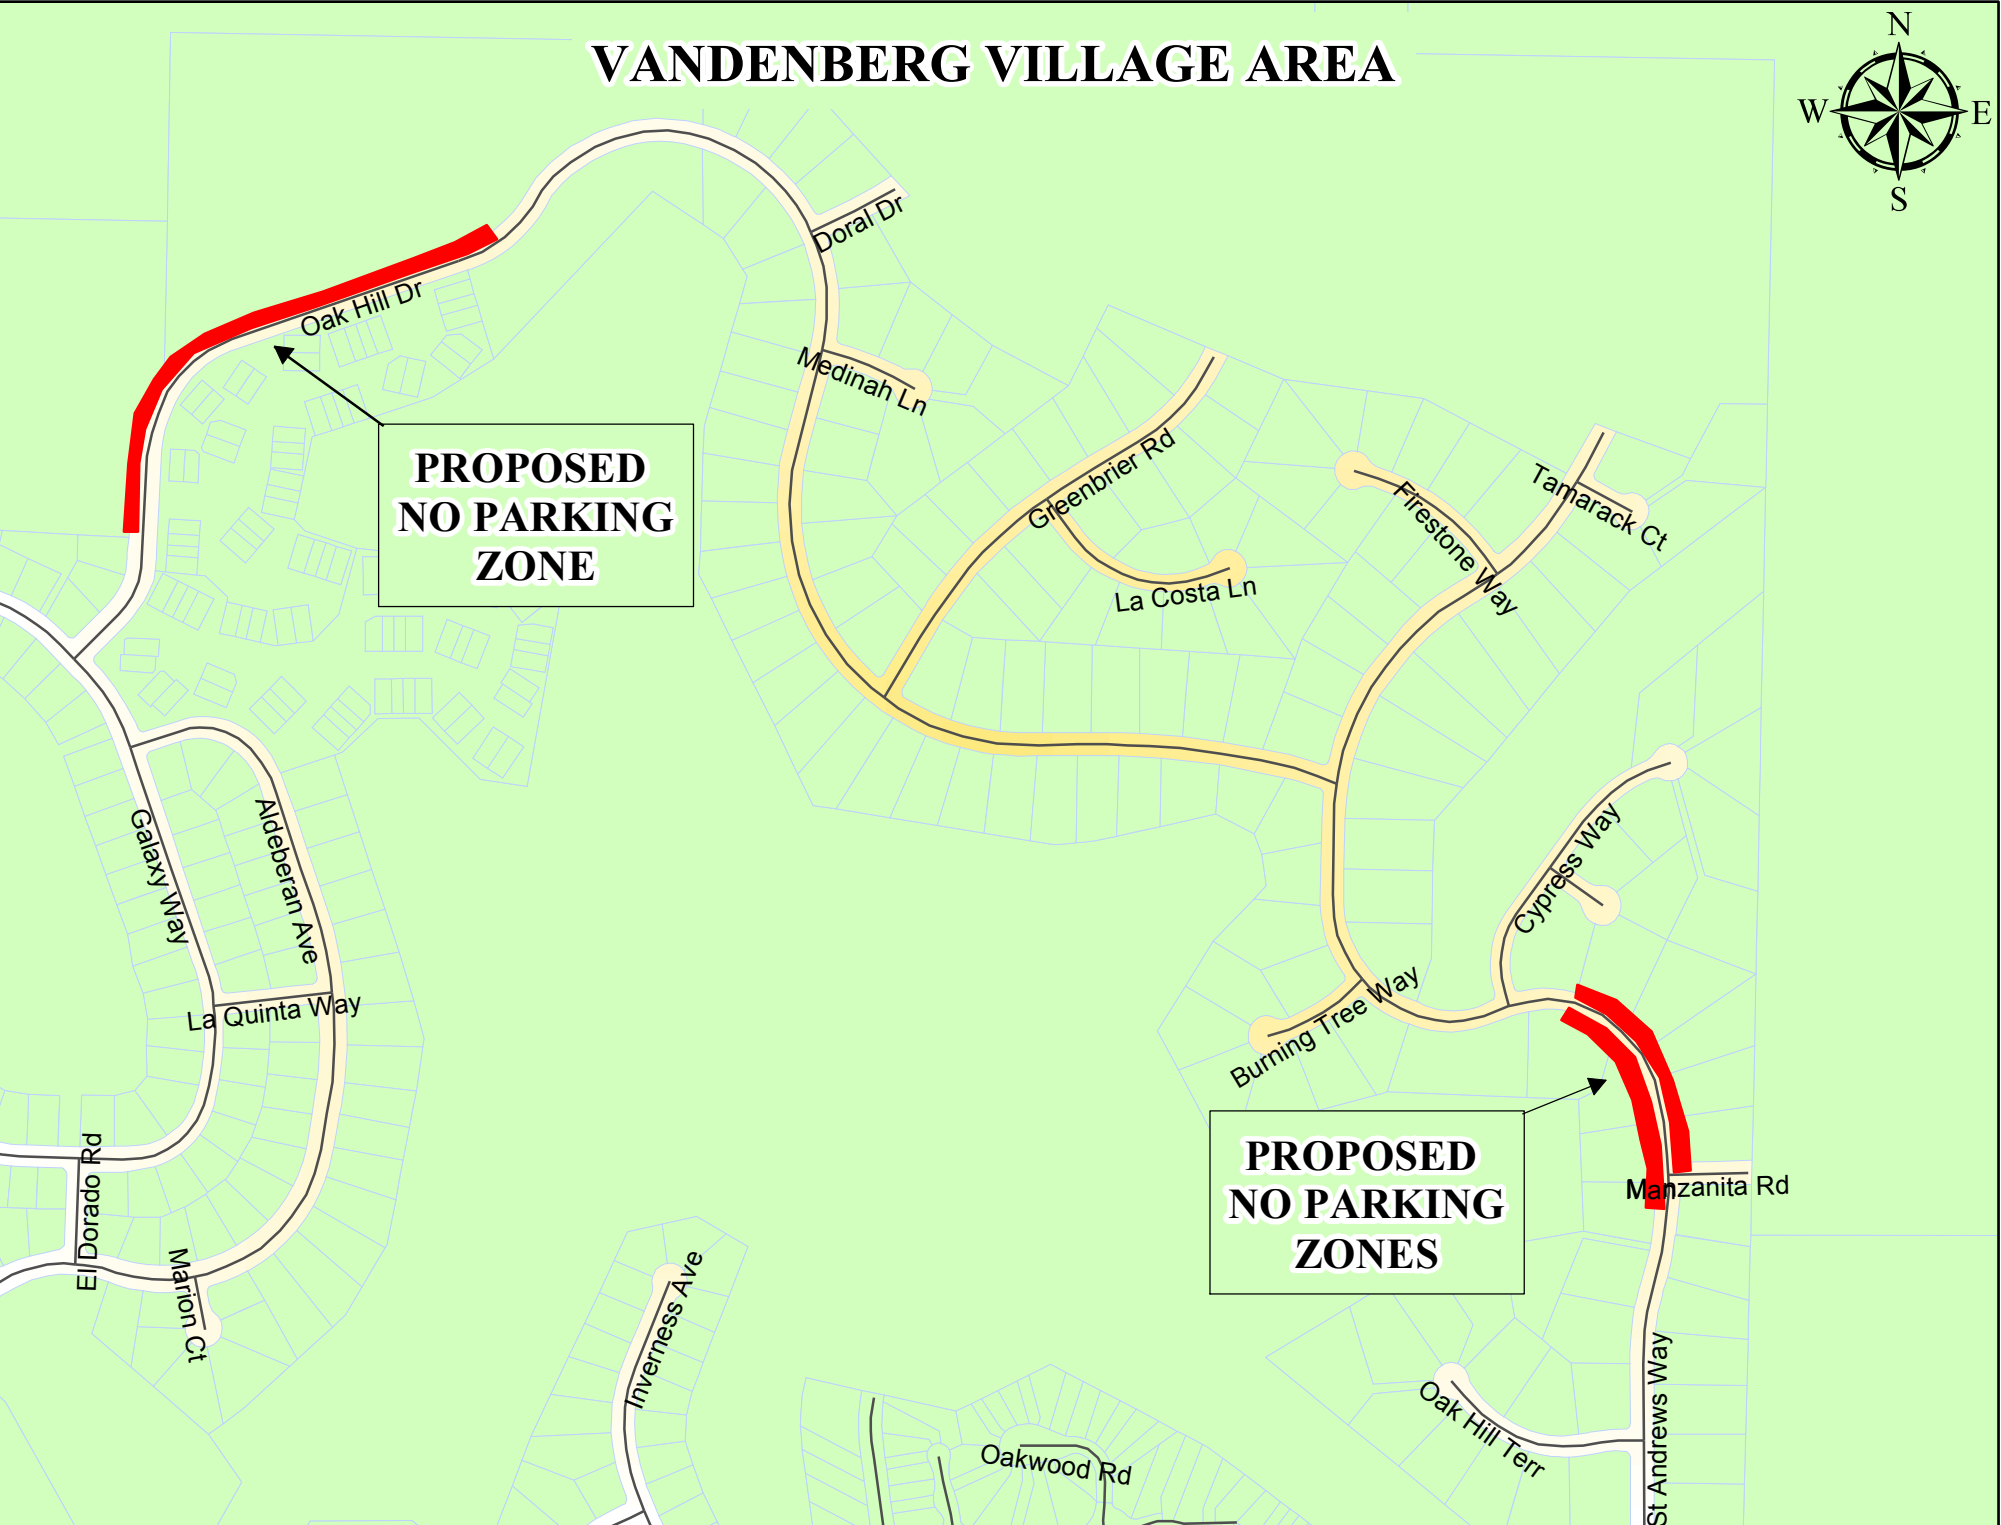 VANDENBERG VILLAGE AREA
N
W
E
S
Doral Dr
Oak Hill Dr
Medinah Ln
PROPOSED
NO PARKING
ZONE
Greenbrier Rd
Firestone Way
Tamarack Ct
La Costa Ln
Galaxy Way
Aldeberan Ave
Cypress Way
La Quinta Way
Burning Tree Way
PROPOSED
NO PARKING
ZONES
Manzanita Rd
El Dorado Rd
Marion Ct
Inverness Ave
St Andrews Way
Oak Hill Terr
Oakwood Rd